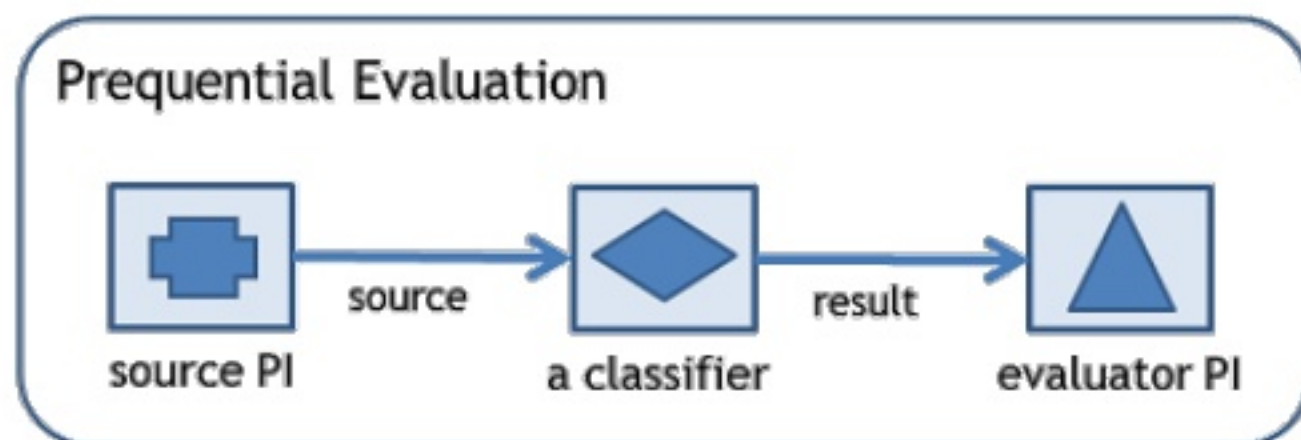 Prequential Evaluation
source
result
source PI
a classifier
evaluator PI